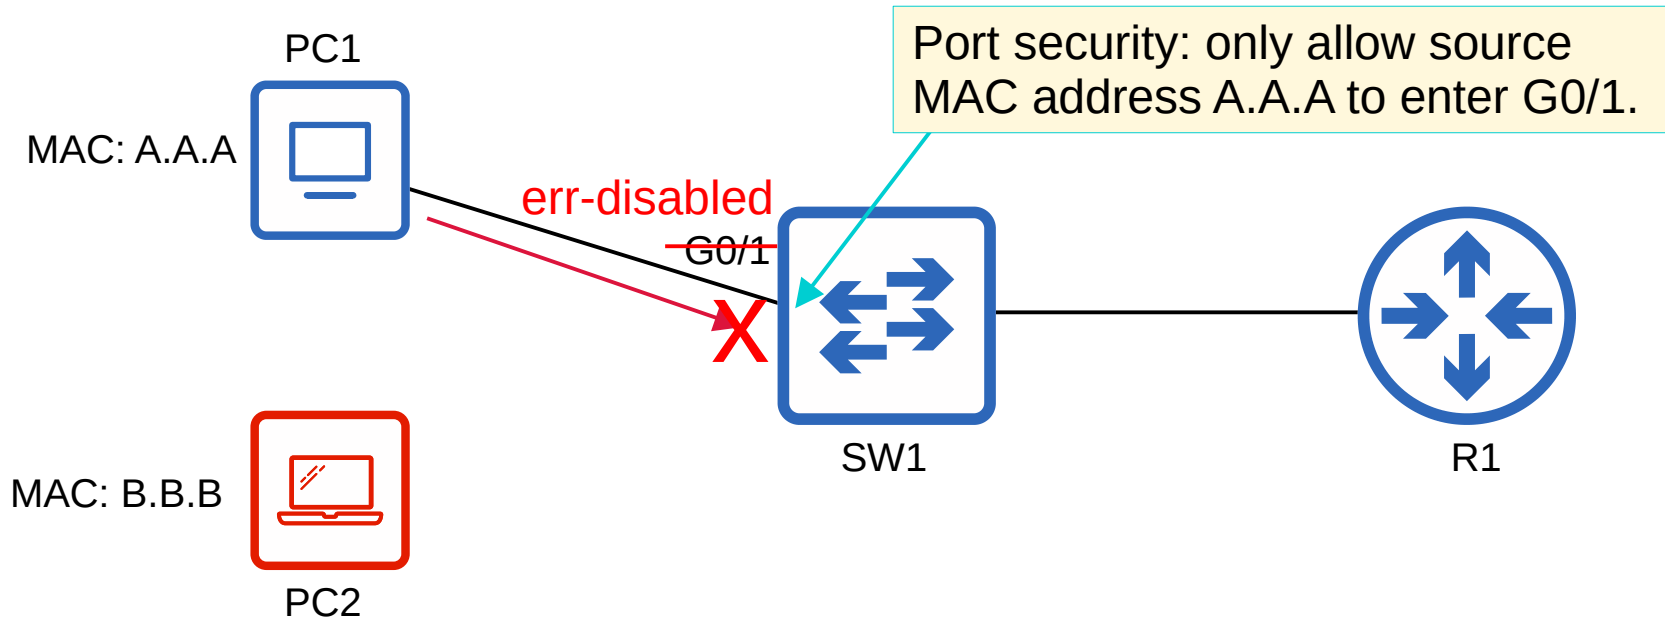 PC1
Port security: only allow source
MAC address A.A.A to enter G0/1.
MAC: A.A.A
err-disabled
G0/1
X
SW1
R1
MAC: B.B.B
PC2